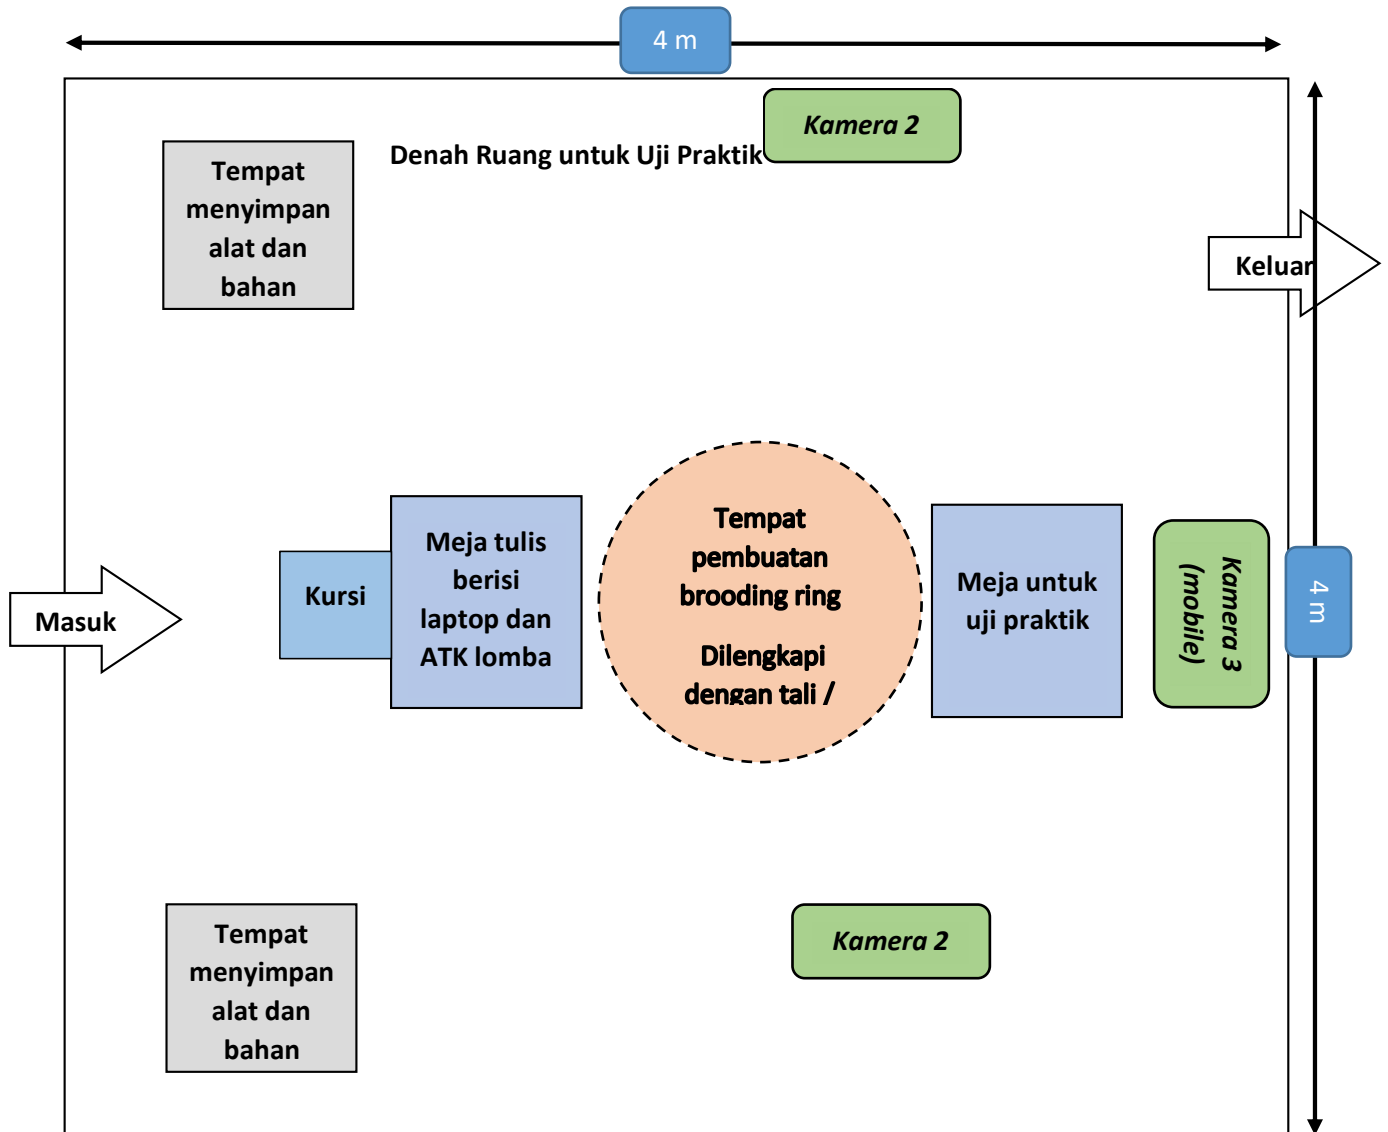 4 m
Kamera 2
Denah Ruang untuk Uji Praktik
Tempat
menyimpan
alat dan
bahan
Keluar
Masuk
Kursi
Meja tulis
berisi
laptop dan
ATK lomba
Tempat
pembuatan
brooding ring
Dilengkapi
dengan tali /
Meja untuk
uji praktik
Kamera 3
(mobile)
4 m
Tempat
menyimpan
alat dan
bahan
Kamera 2